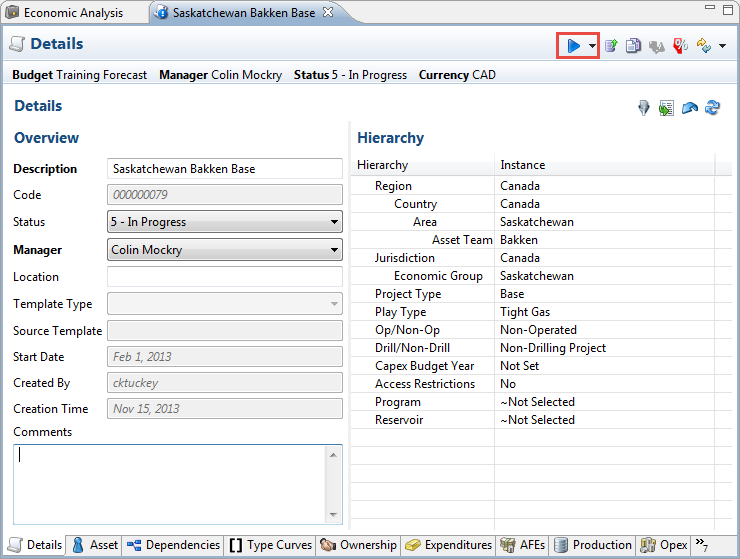 Economic Analysis
Saskatchewan Bakken Base
Details
Budget Training Forecast Manager Colin Mockry Status 5 - In Progress Currency CAD
Details
Overview
Description Saskatchewan Bakken Base
Code 000000079
Status 5 - In Progress
Manager Colin Mockry
Location
Template Type
Source Template
Start Date Feb 1, 2013
Created By cktuckey
Creation Time Nov 15, 2013
Comments
Hierarchy
Hierarchy Instance
Region Canada
Country Canada
Area Saskatchewan
Asset Team Bakken
Jurisdiction Canada
Economic Group Saskatchewan
Project Type Base
Play Type Tight Gas
Op/Non-Op Non-Operated
Drill/Non-Drill Non-Drilling Project
Capex Budget Year Not Set
Access Restrictions No
Program ~Not Selected
Reservoir ~Not Selected
Details Asset Dependencies Type Curves Ownership Expenditures AFEs Production Opex »7